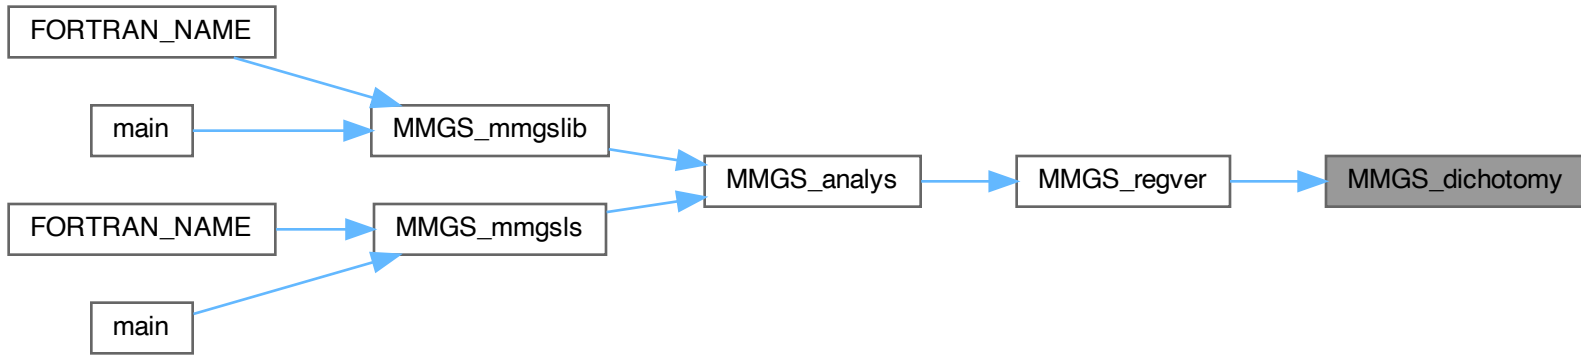 FORTRAN_NAME
main
MMGS_mmgslib
FORTRAN_NAME
MMGS_mmgsls
main
MMGS_analys
MMGS_regver
MMGS_dichotomy